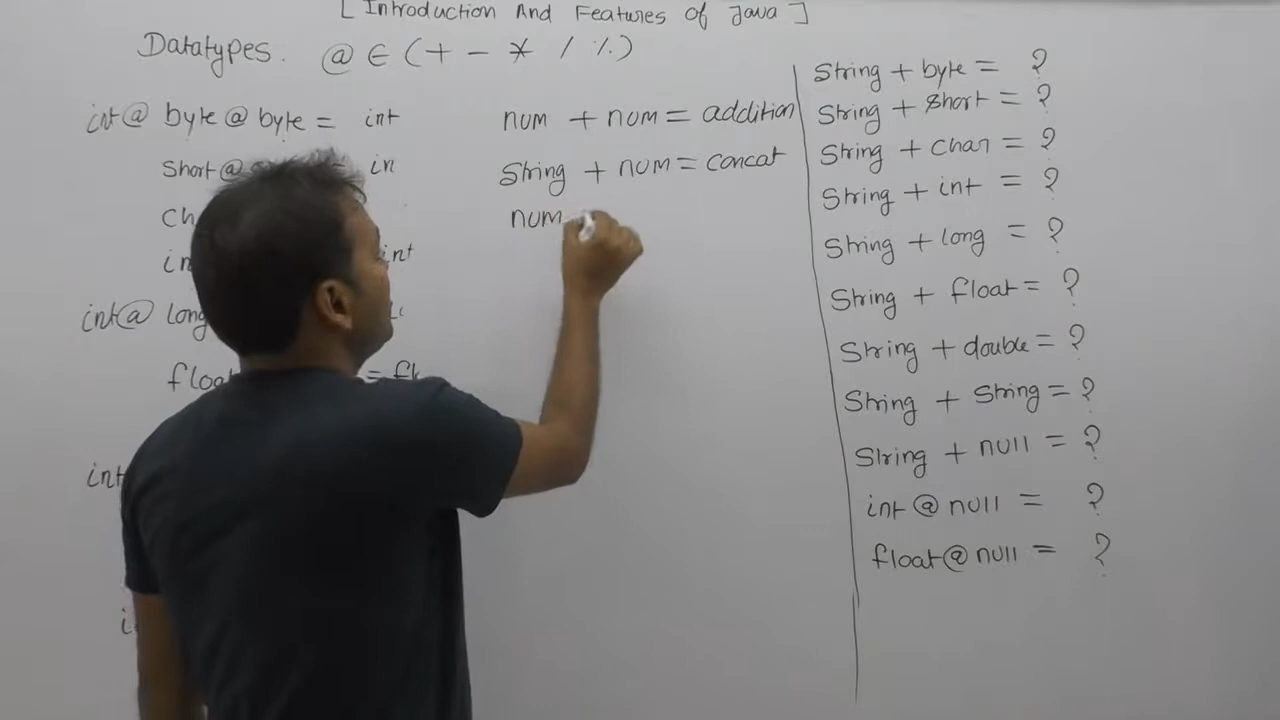 [ Introduction And Features of Java ]
Datatypes. @ ∈ ( + - * / % )
int @ byte @ byte = int
short @
int
int @ long
float = fl
int
num + num = addition
String + num = concat
num
String + byte = ?
String + short = ?
String + char = ?
String + int = ?
String + long = ?
String + float = ?
String + double = ?
String + String = ?
String + null = ?
int @ null = ?
float @ null = ?